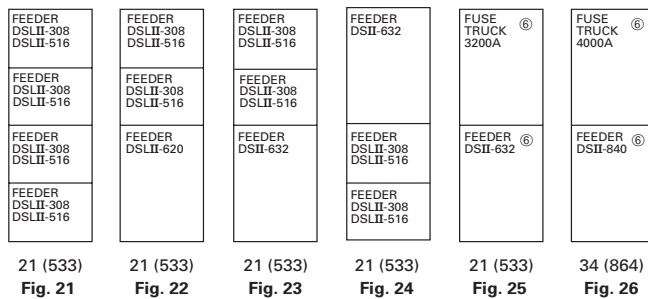 FEEDER
DSLII-308
DSLII-516
FEEDER
DSLII-308
DSLII-516
FEEDER
DSLII-308
DSLII-516
FEEDER
DSLII-308
DSLII-516
21 (533)
Fig. 21
FEEDER
DSLII-308
DSLII-516
FEEDER
DSLII-308
DSLII-516
FEEDER
DSLII-620
21 (533)
Fig. 22
FEEDER
DSLII-308
DSLII-516
FEEDER
DSLII-308
DSLII-516
FEEDER
DSII-632
21 (533)
Fig. 23
FEEDER
DSII-632
FEEDER
DSLII-308
DSLII-516
FEEDER
DSLII-308
DSLII-516
21 (533)
Fig. 24
FUSE ⑥
TRUCK
3200A
FEEDER ⑥
DSII-632
21 (533)
Fig. 25
FUSE ⑥
TRUCK
4000A
FEEDER ⑥
DSII-840
34 (864)
Fig. 26